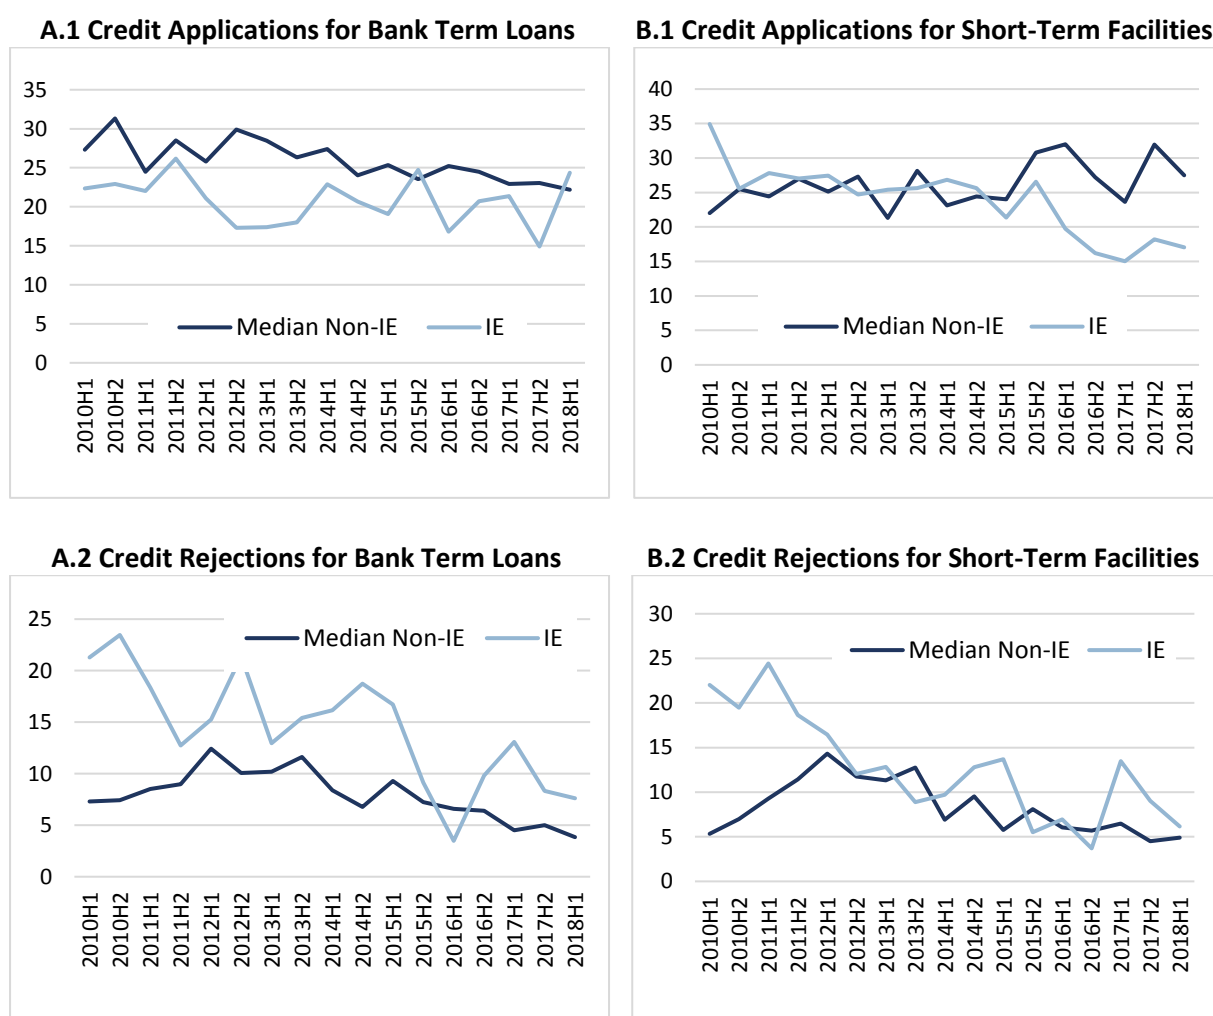 A.1 Credit Applications for Bank Term Loans
35
30
25
20
15
10
5
0
Median Non-IE
IE
2010H1
2010H2
2011H1
2011H2
2012H1
2012H2
2013H1
2013H2
2014H1
2014H2
2015H1
2015H2
2016H1
2016H2
2017H1
2017H2
2018H1
B.1 Credit Applications for Short-Term Facilities
40
35
30
25
20
15
10
5
0
Median Non-IE
IE
2010H1
2010H2
2011H1
2011H2
2012H1
2012H2
2013H1
2013H2
2014H1
2014H2
2015H1
2015H2
2016H1
2016H2
2017H1
2017H2
2018H1
A.2 Credit Rejections for Bank Term Loans
25
20
15
10
5
0
Median Non-IE
IE
2010H1
2010H2
2011H1
2011H2
2012H1
2012H2
2013H1
2013H2
2014H1
2014H2
2015H1
2015H2
2016H1
2016H2
2017H1
2017H2
2018H1
B.2 Credit Rejections for Short-Term Facilities
30
25
20
15
10
5
0
Median Non-IE
IE
2010H1
2010H2
2011H1
2011H2
2012H1
2012H2
2013H1
2013H2
2014H1
2014H2
2015H1
2015H2
2016H1
2016H2
2017H1
2017H2
2018H1